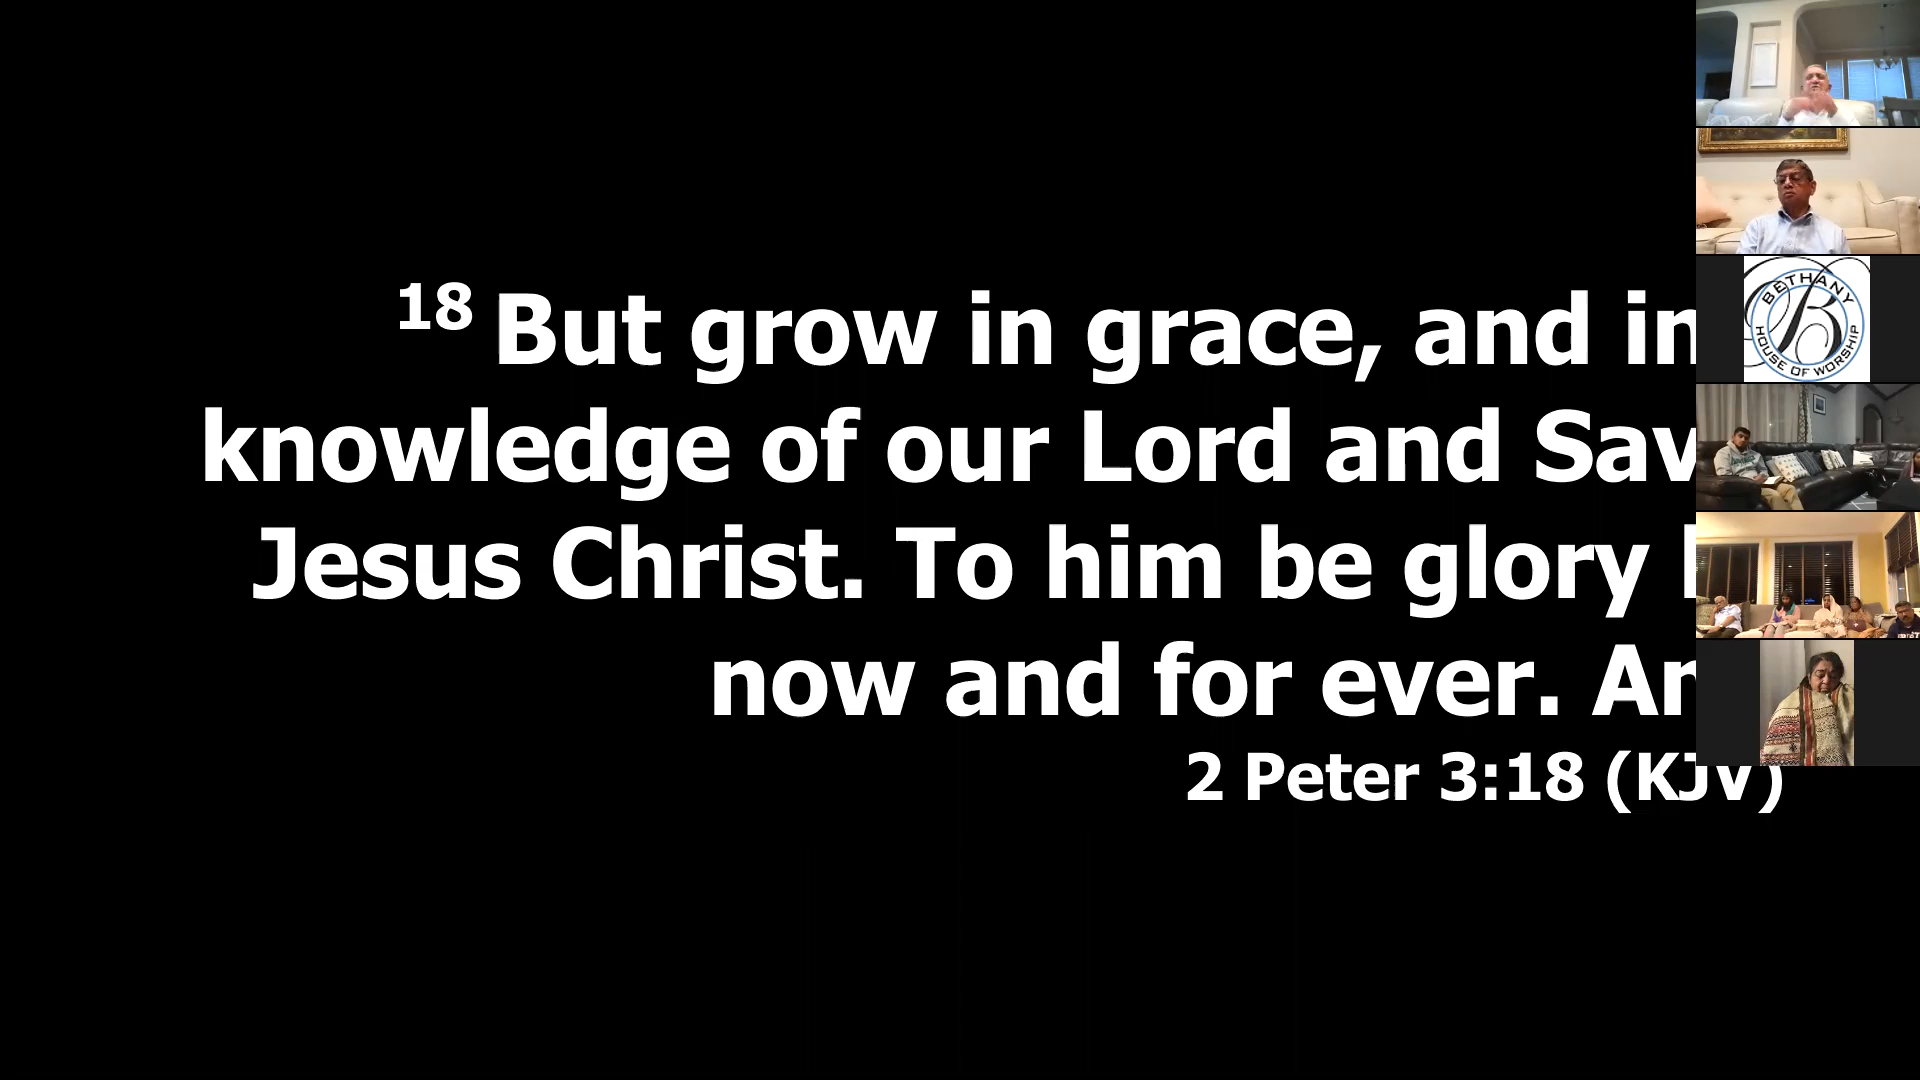 18 But grow in grace, and in
knowledge of our Lord and Sav
Jesus Christ. To him be glory
now and for ever. Am
2 Peter 3:18 (KJV)
BETHANY
B
HOUSE OF WORSHIP